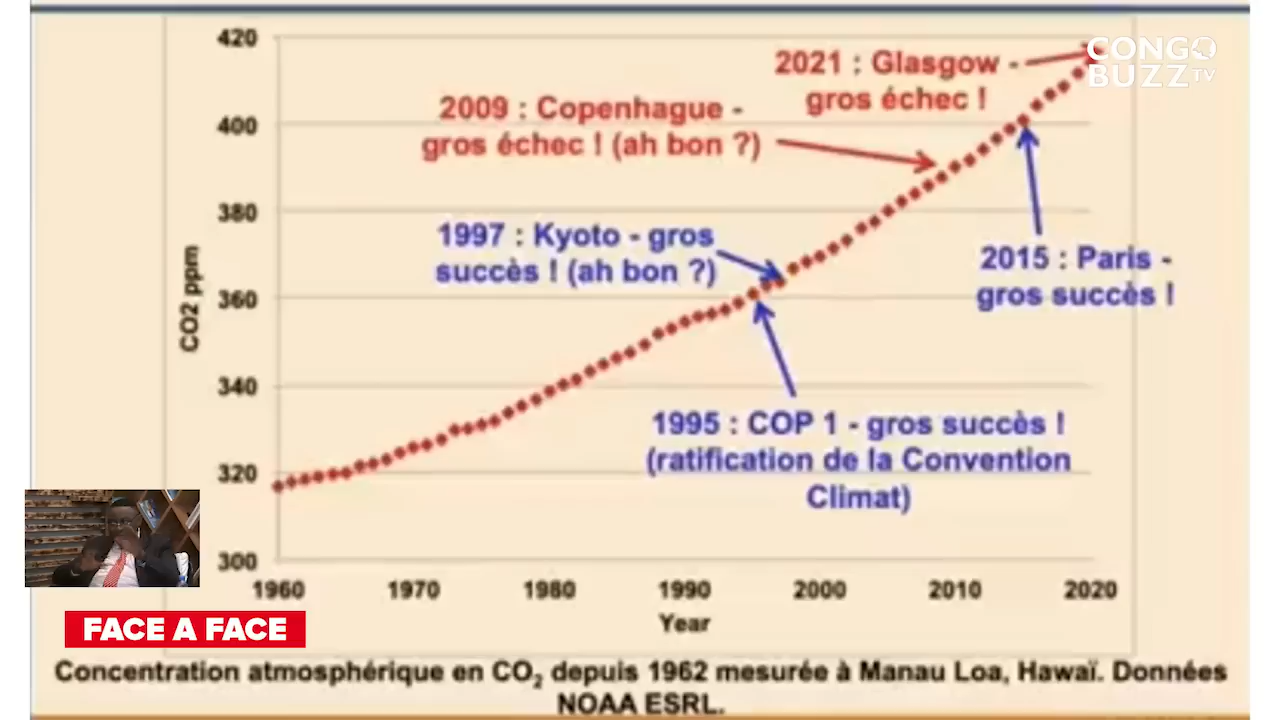 CONGO
BUZZ TV
420
400
380
360
340
320
300
CO2 ppm
2021 : Glasgow -
gros échec !
2009 : Copenhague -
gros échec ! (ah bon ?)
1997 : Kyoto - gros
succès ! (ah bon ?)
2015 : Paris -
gros succès !
1995 : COP 1 - gros succès !
(ratification de la Convention
Climat)
1960 1970 1980 1990 2000 2010 2020
Year
FACE A FACE
Concentration atmosphérique en CO₂ depuis 1962 mesurée à Manau Loa, Hawaï. Données
NOAA ESRL.